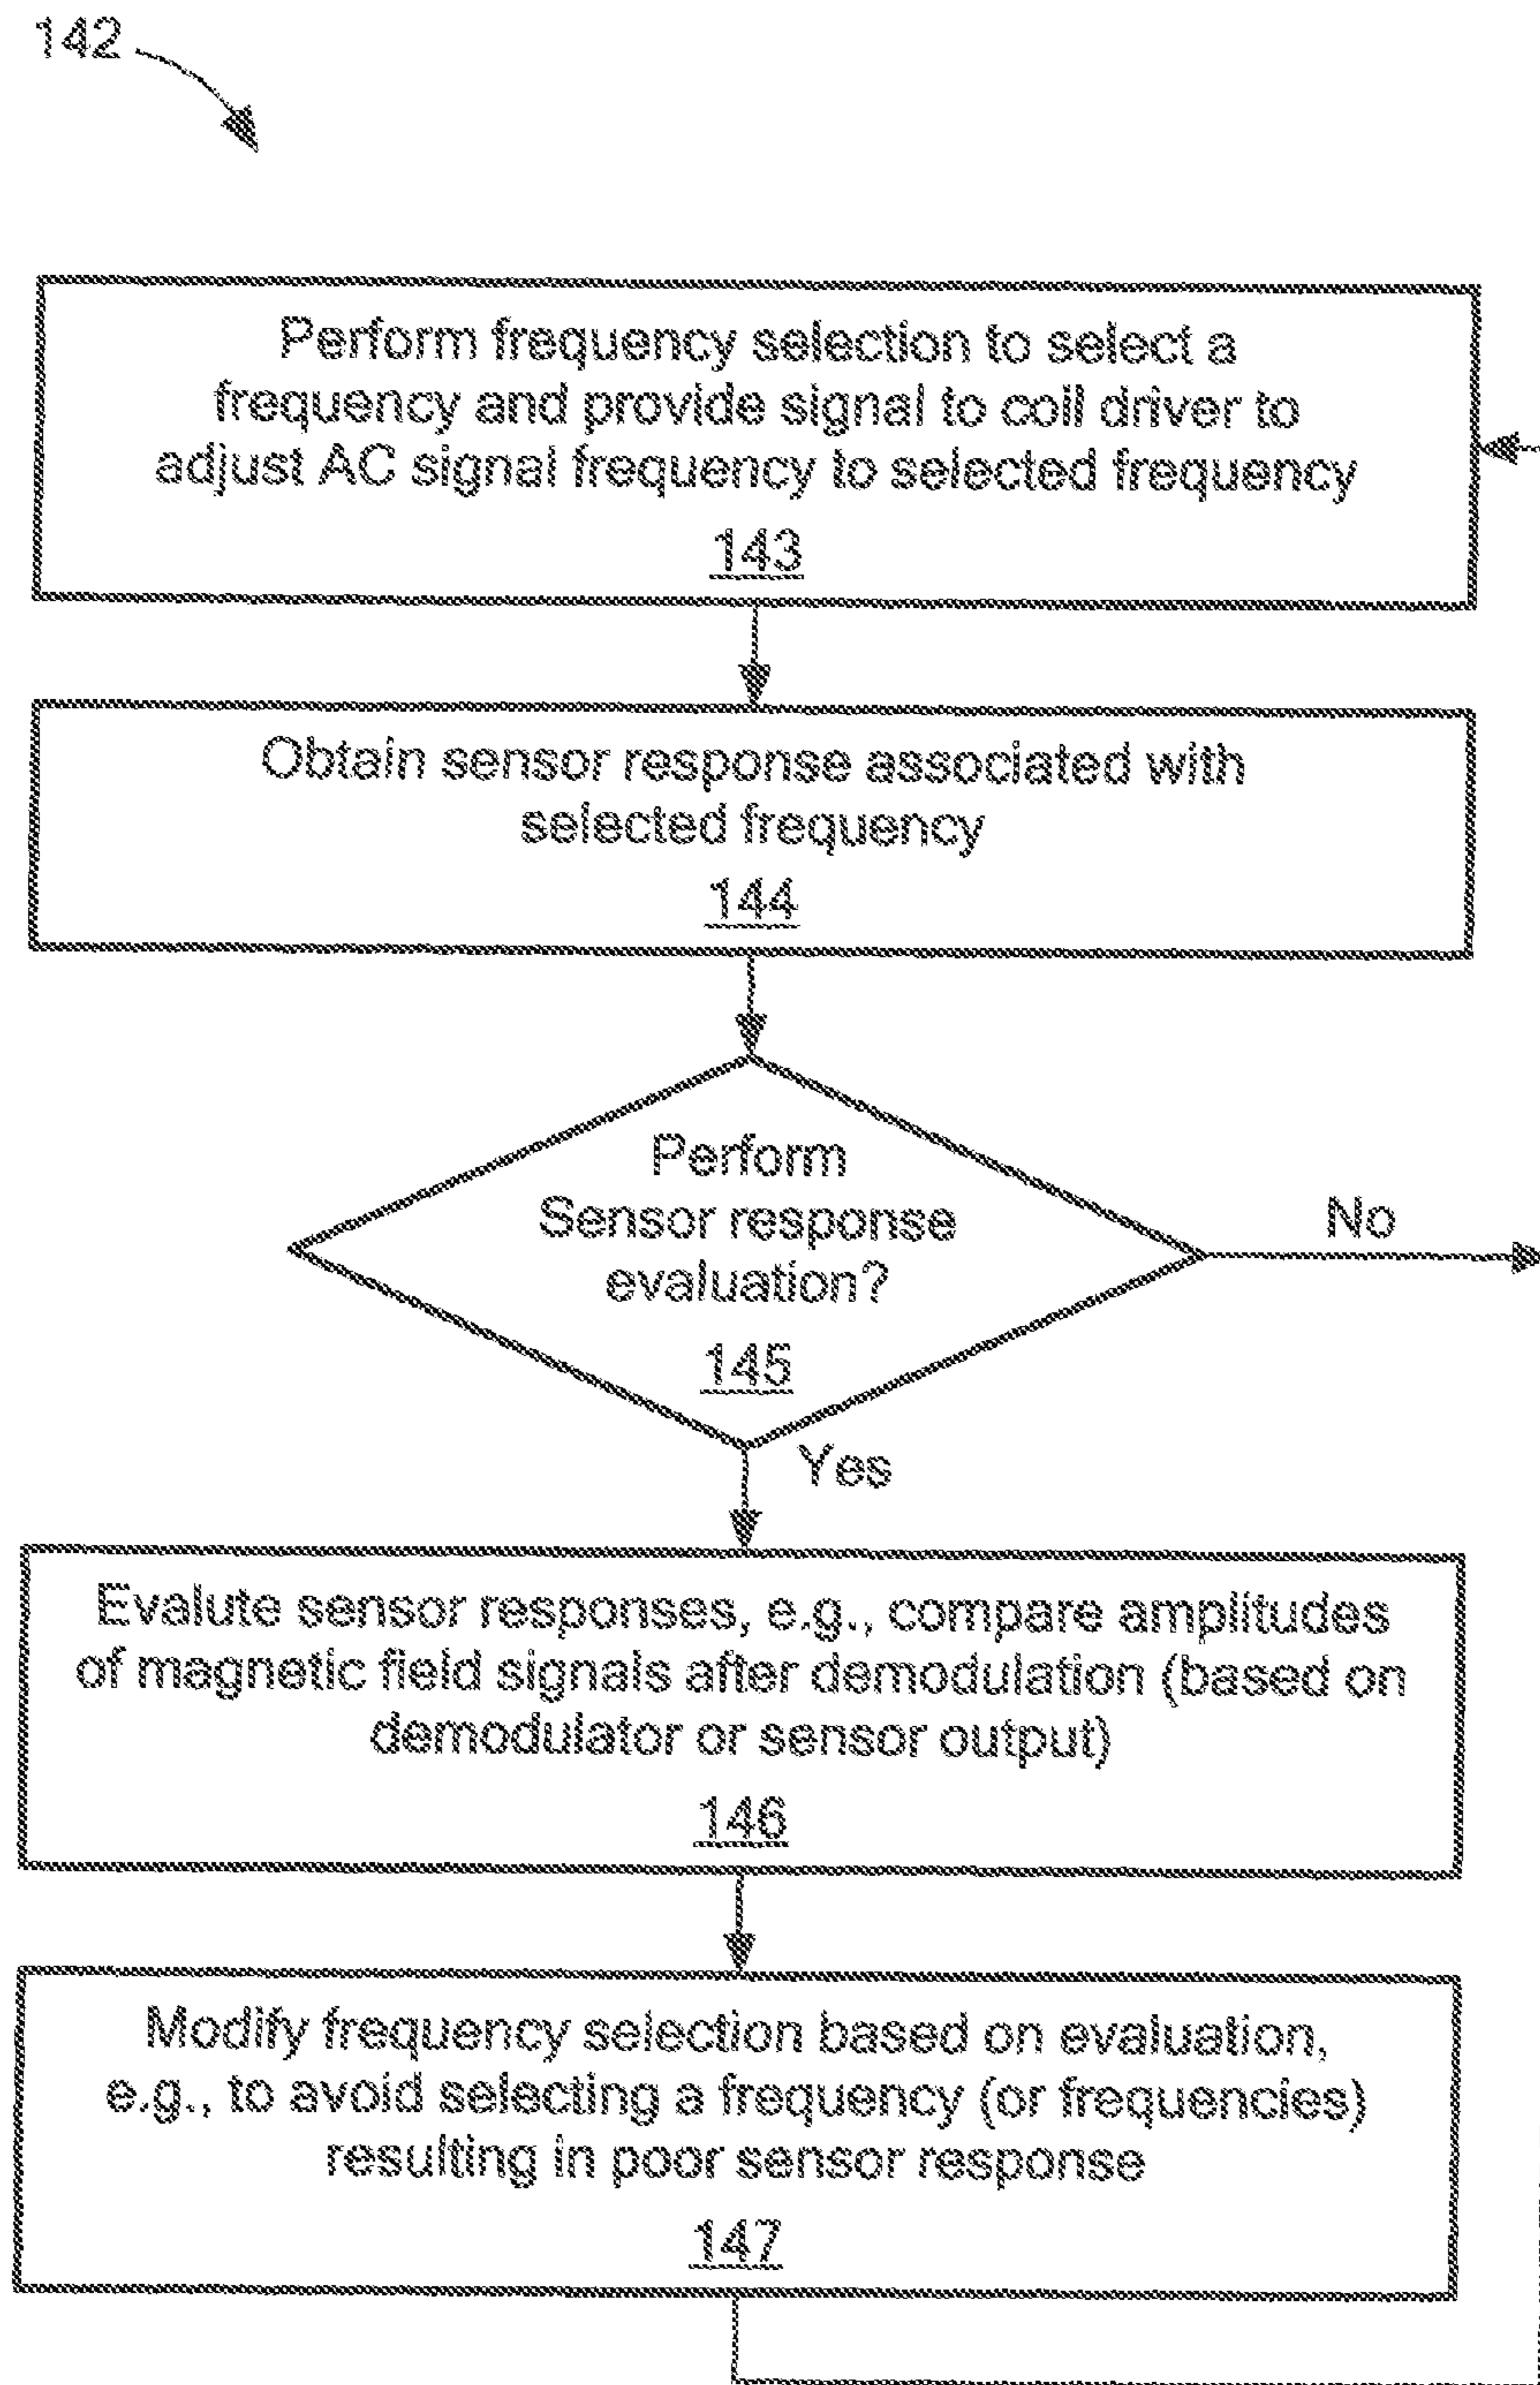 142
Perform frequency selection to select a
frequency and provide signal to coil driver to
adjust AC signal frequency to selected frequency
143
Obtain sensor response associated with
selected frequency
144
Perform
Sensor response
evaluation?
145
No
Yes
Evalute sensor responses, e.g., compare amplitudes
of magnetic field signals after demodulation (based on
demodulator or sensor output)
146
Modify frequency selection based on evaluation,
e.g., to avoid selecting a frequency (or frequencies)
resulting in poor sensor response
147